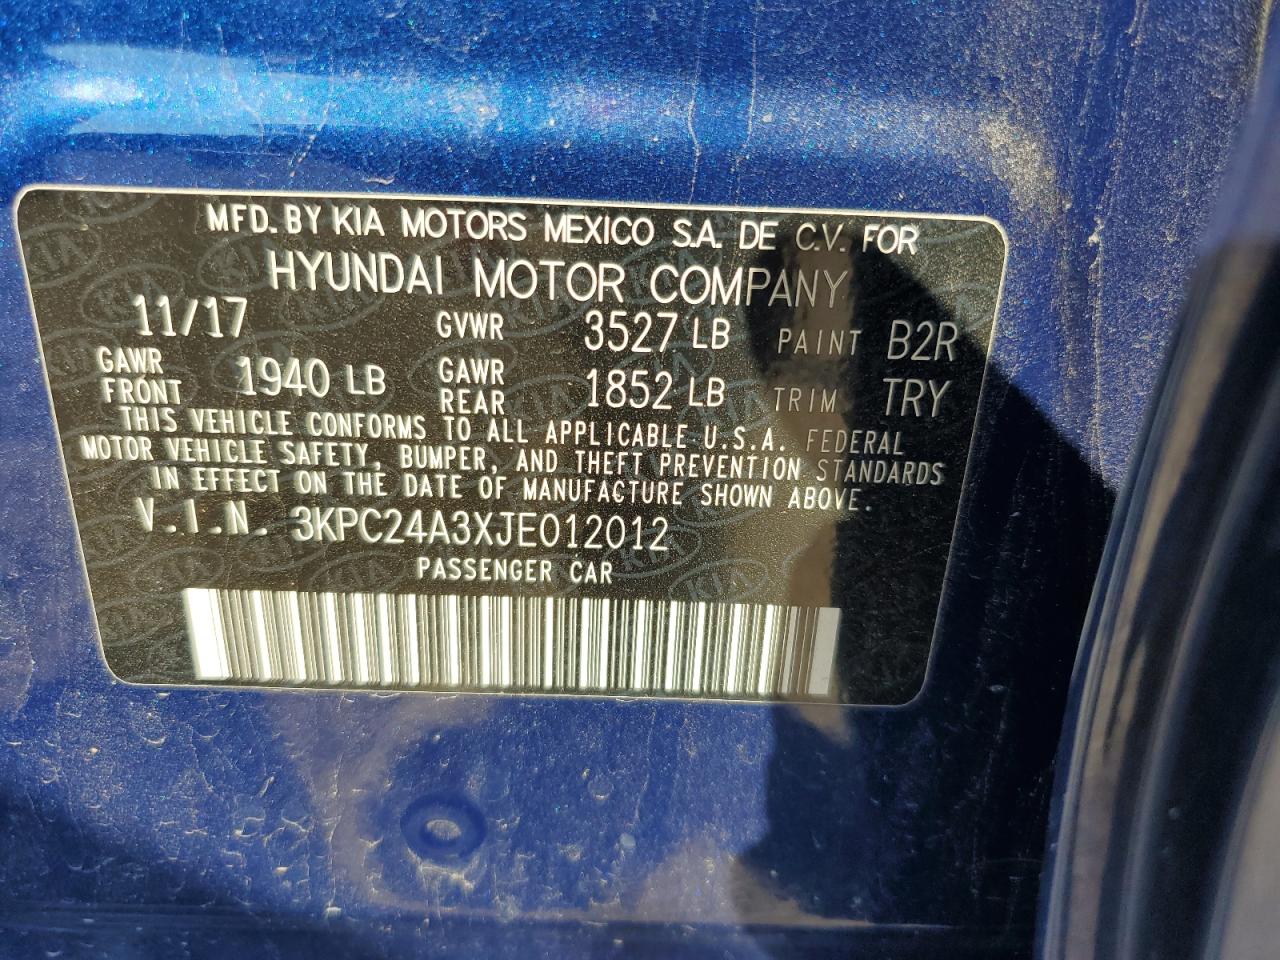 MFD. BY KIA MOTORS MEXICO S.A. DE C.V. FOR
HYUNDAI MOTOR COMPANY
11/17 GVWR 3527 LB PAINT B2R
GAWR FRONT 1940 LB GAWR REAR 1852 LB TRIM TRY
THIS VEHICLE CONFORMS TO ALL APPLICABLE U.S.A. FEDERAL
MOTOR VEHICLE SAFETY, BUMPER, AND THEFT PREVENTION STANDARDS
IN EFFECT ON THE DATE OF MANUFACTURE SHOWN ABOVE.
V.I.N. 3KPC24A3XJE012012
PASSENGER CAR